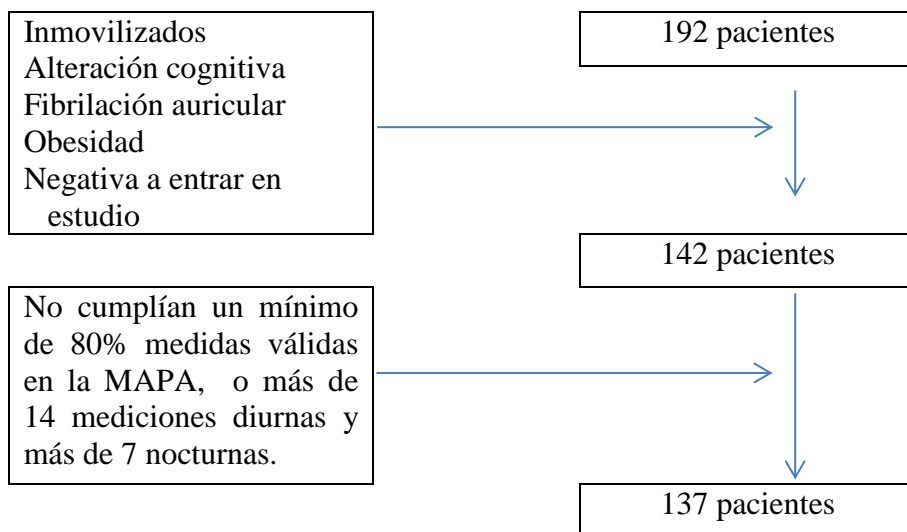 Inmovilizados
Alteración cognitiva
Fibrilación auricular
Obesidad
Negativa a entrar en
estudio
192 pacientes
142 pacientes
No cumplían un mínimo
de 80% medidas válidas
en la MAPA, o más de
14 mediciones diurnas y
más de 7 nocturnas.
137 pacientes